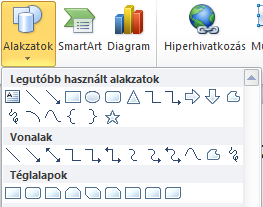 Alakzatok SmartArt Diagram Hiperhivatkozás
Legutóbb használt alakzatok
Vonalak
Téglalapok